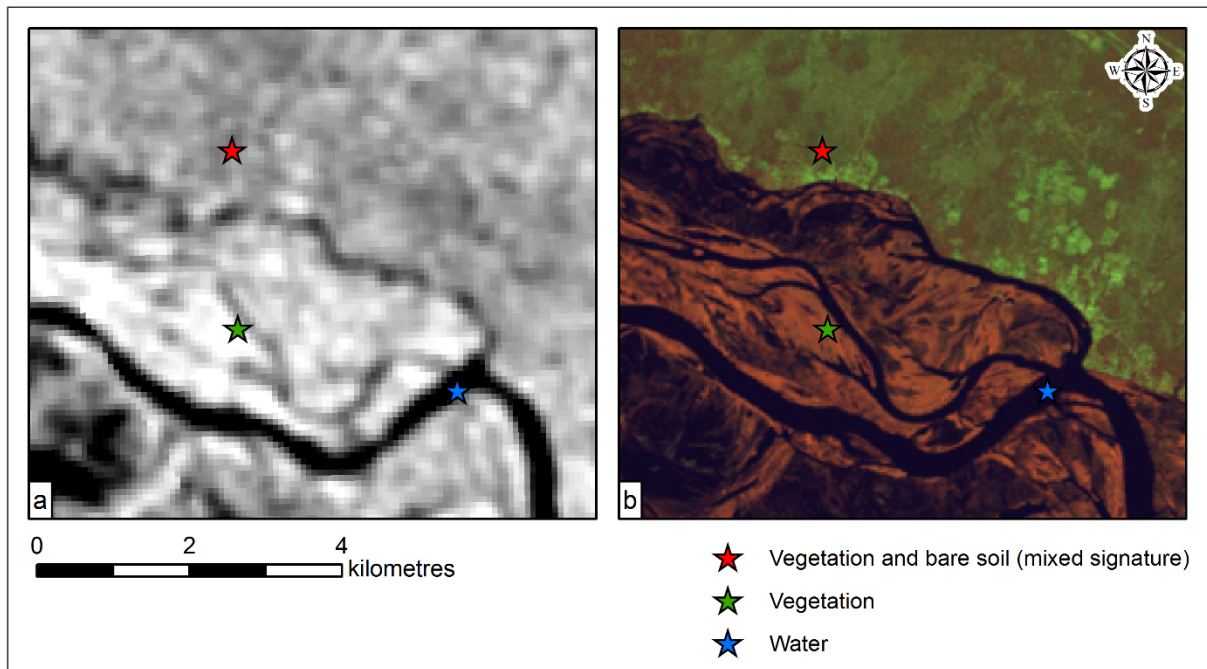 N
W E
S
a
b
0 2 4
kilometres
Vegetation and bare soil (mixed signature)
Vegetation
Water